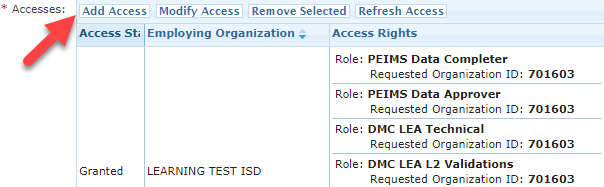 * Accesses: Add Access Modify Access Remove Selected Refresh Access
Access Sta Employing Organization Access Rights
Role: PEIMS Data Completer
Requested Organization ID: 701603
Role: PEIMS Data Approver
Requested Organization ID: 701603
Role: DMC LEA Technical
Requested Organization ID: 701603
Role: DMC LEA L2 Validations
Granted LEARNING TEST ISD Requested Organization ID: 701603